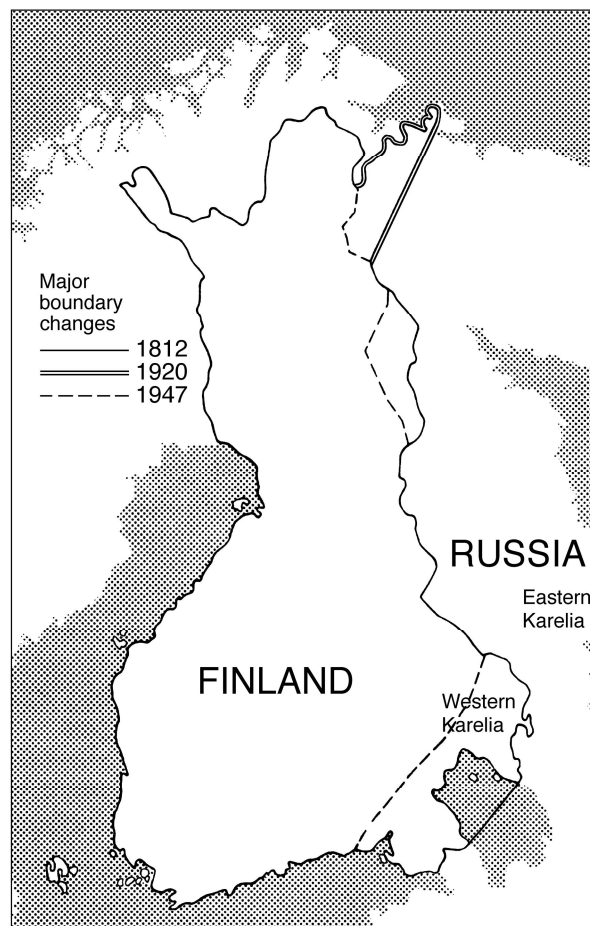 Major
boundary
changes
1812
1920
1947
RUSSIA
Eastern
Karelia
FINLAND
Western
Karelia